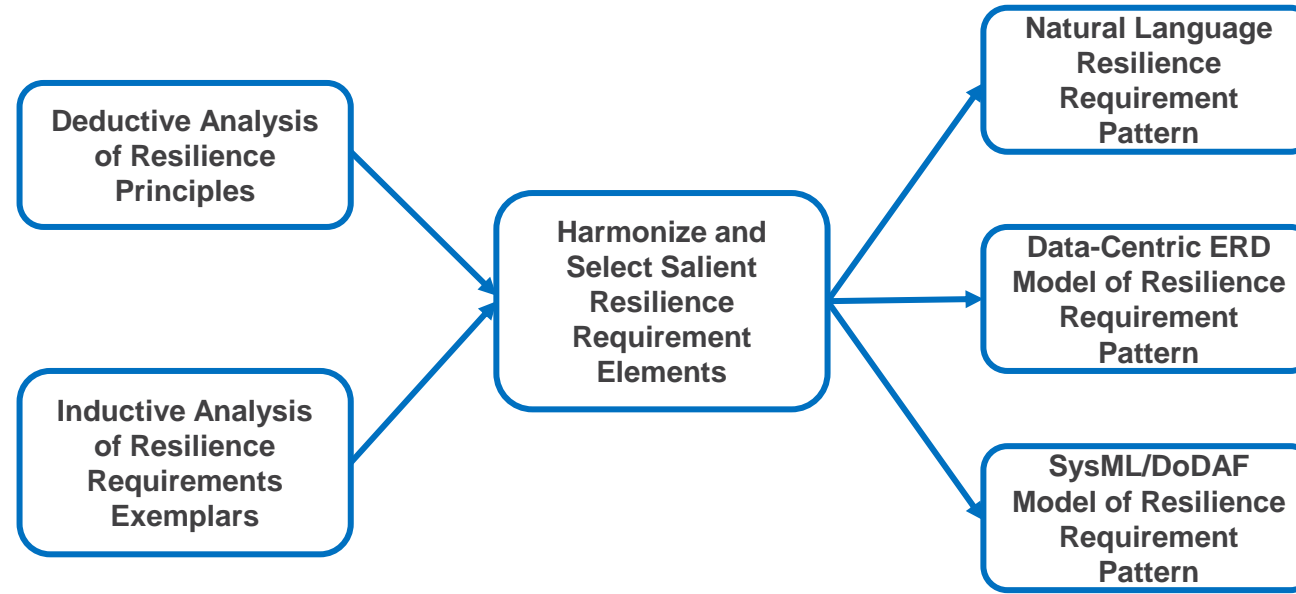 Deductive Analysis
of Resilience
Principles
Inductive Analysis
of Resilience
Requirements
Exemplars
Harmonize and
Select Salient
Resilience
Requirement
Elements
Natural Language
Resilience
Requirement
Pattern
Data-Centric ERD
Model of Resilience
Requirement
Pattern
SysML/DoDAF
Model of Resilience
Requirement
Pattern